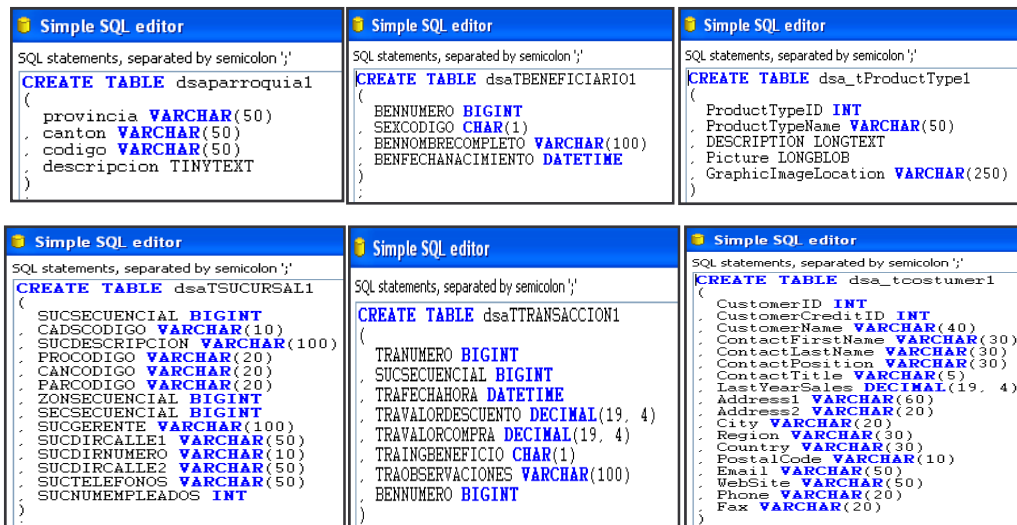 Simple SQL editor
SQL statements, separated by semicolon ';'
CREATE TABLE dsaparroquia1
(
provincia VARCHAR(50)
, canton VARCHAR(50)
, codigo VARCHAR(50)
, descripcion TINYTEXT
)
;
Simple SQL editor
SQL statements, separated by semicolon ';'
CREATE TABLE dsaTBENEFICIARIO1
(
BENNUMERO BIGINT
, SEXCODIGO CHAR(1)
, BENNOMBRECOMPLETO VARCHAR(100)
, BENFECHANACIMIENTO DATETIME
)
;
Simple SQL editor
SQL statements, separated by semicolon ';'
CREATE TABLE dsa_tProductType1
(
ProductTypeID INT
, ProductTypeName VARCHAR(50)
, DESCRIPTION LONGTEXT
, Picture LONGBLOB
, GraphicImageLocation VARCHAR(250)
)
Simple SQL editor
SQL statements, separated by semicolon ';'
CREATE TABLE dsaTSUCURSAL1
(
SUCSECUENCIAL BIGINT
, CADSCODIGO VARCHAR(10)
, SUCDESCRIPCION VARCHAR(100)
, PROCODIGO VARCHAR(20)
, CANCODIGO VARCHAR(20)
, PARCODIGO VARCHAR(20)
, ZONSECUENCIAL BIGINT
, SECSECUENCIAL BIGINT
, SUCGERENTE VARCHAR(100)
, SUCDIRCALLE1 VARCHAR(50)
, SUCDIRNUMERO VARCHAR(10)
, SUCDIRCALLE2 VARCHAR(50)
, SUCTELEFONOS VARCHAR(50)
, SUCNUMEMPLEADOS INT
)
;
Simple SQL editor
SQL statements, separated by semicolon ';'
CREATE TABLE dsaTTRANSACCION1
(
TRANUMERO BIGINT
, SUCSECUENCIAL BIGINT
, TRAFECHAHORA DATETIME
, TRAVALORDESCUENTO DECIMAL(19, 4)
, TRAVALORCOMPRA DECIMAL(19, 4)
, TRAINGBENEFICIO CHAR(1)
, TRAOBSERVACIONES VARCHAR(100)
, BENNUMERO BIGINT
)
Simple SQL editor
SQL statements, separated by semicolon ';'
CREATE TABLE dsa_tcostumer1
(
CustomerID INT
, CustomerCreditID INT
, CustomerName VARCHAR(40)
, ContactFirstName VARCHAR(30)
, ContactLastName VARCHAR(30)
, ContactPosition VARCHAR(30)
, ContactTitle VARCHAR(5)
, LastYearSales DECIMAL(19, 4)
, Address1 VARCHAR(60)
, Address2 VARCHAR(20)
, City VARCHAR(20)
, Region VARCHAR(30)
, Country VARCHAR(30)
, PostalCode VARCHAR(10)
, Email VARCHAR(50)
, WebSite VARCHAR(50)
, Phone VARCHAR(20)
, Fax VARCHAR(20)
)